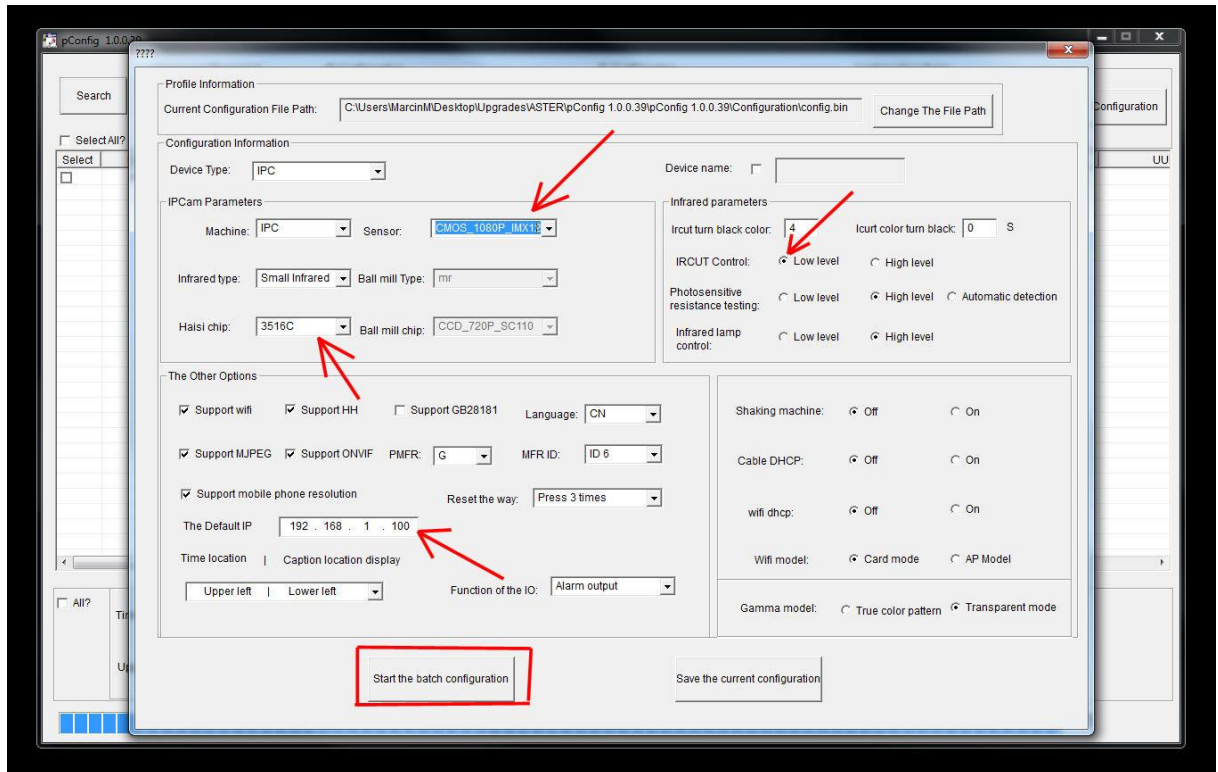 pConfig 1.0.0.39
????
Search
Configuration
Select All?
Select
UU
Profile Information
Current Configuration File Path: C:\Users\MarcinM\Desktop\Upgrades\ASTER\pConfig 1.0.0.39\pConfig 1.0.0.39\Configuration\config.bin Change The File Path
Configuration Information
Device Type: IPC Device name:
IPCam Parameters
Machine: IPC Sensor: CMOS_1080P_IMX12
Infrared type: Small Infrared Ball mill Type: mr
Haisi chip: 3516C Ball mill chip: CCD_720P_SC110
Infrared parameters
Ircut turn black color: 4 Icurt color turn black: 0 S
IRCUT Control: Low level High level
Photosensitive
resistance testing: Low level High level Automatic detection
Infrared lamp
control: Low level High level
The Other Options
Support wifi Support HH Support GB28181 Language: CN
Support MJPEG Support ONVIF PMFR: G MFR ID: ID 6
Support mobile phone resolution Reset the way: Press 3 times
The Default IP 192 . 168 . 1 . 100
Time location | Caption location display
Upper left | Lower left Function of the IO: Alarm output
Shaking machine: Off On
Cable DHCP: Off On
wifi dhcp: Off On
Wifi model: Card mode AP Model
Gamma model: True color pattern Transparent mode
All?
Start the batch configuration Save the current configuration